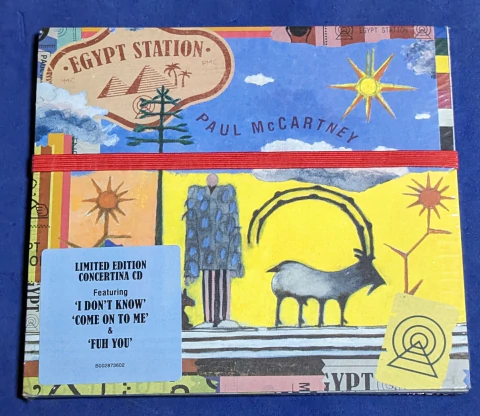 EGYPT STATION
EGYPT STATION
PAUL McCARTNEY
LIMITED EDITION
CONCERTINA CD
Featuring
'I DON'T KNOW'
'COME ON TO ME'
&
'FUH YOU'
B002873602